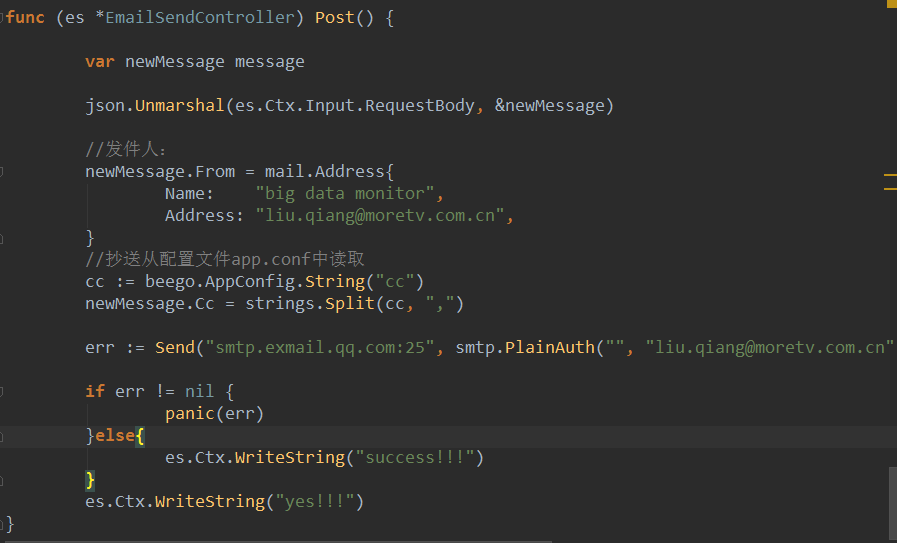 func (es *EmailSendController) Post() {
var newMessage message
json.Unmarshal(es.Ctx.Input.RequestBody, &newMessage)
//发件人：
newMessage.From = mail.Address{
Name: "big data monitor",
Address: "liu.qiang@moretv.com.cn",
}
//抄送从配置文件app.conf中读取
cc := beego.AppConfig.String("cc")
newMessage.Cc = strings.Split(cc, ",")
err := Send("smtp.exmail.qq.com:25", smtp.PlainAuth("", "liu.qiang@moretv.com.cn"
if err != nil {
panic(err)
}else{
es.Ctx.WriteString("success!!!")
}
es.Ctx.WriteString("yes!!!")
}